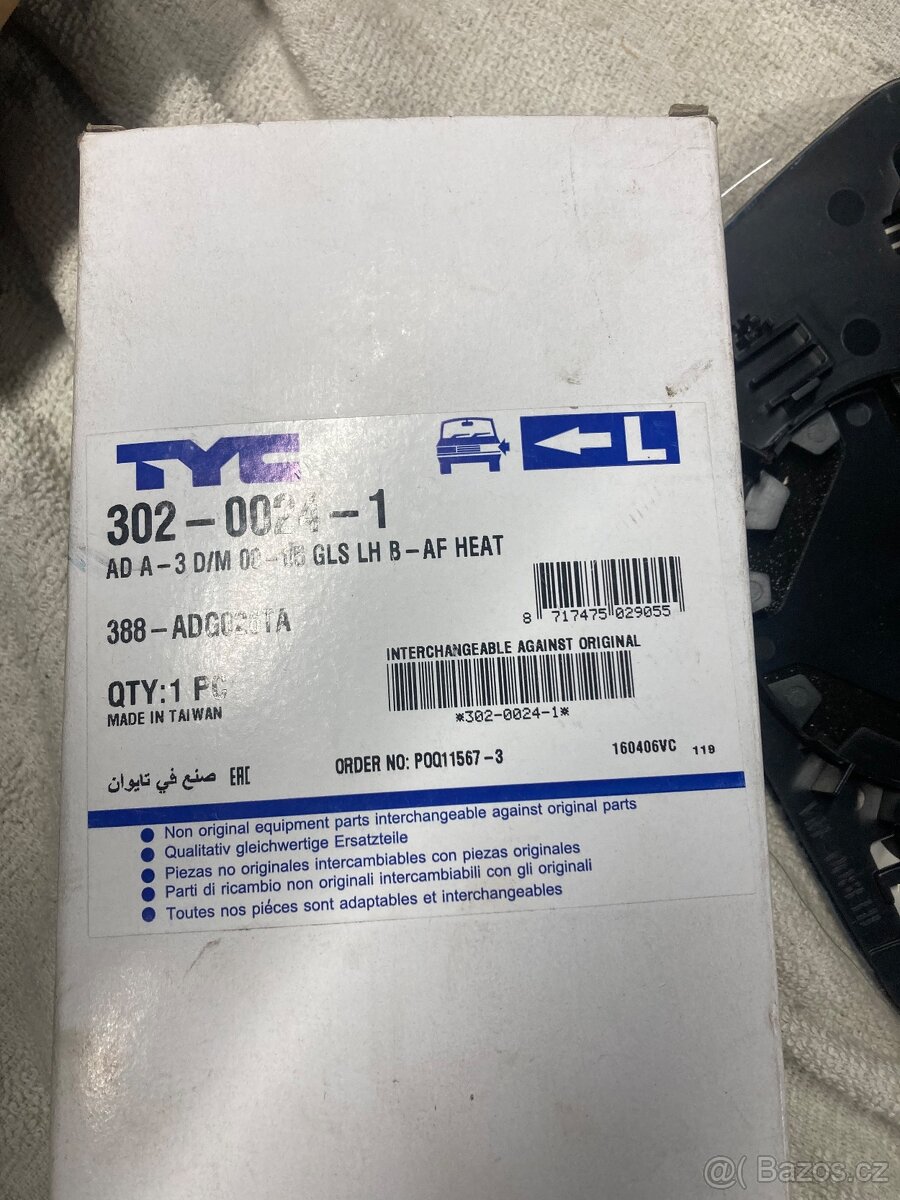 TYC
L
302-0024-1
AD A-3 D/M GLS LH B-AF HEAT
8 717475 029055
INTERCHANGEABLE AGAINST ORIGINAL
QTY:1 PC
*302-0024-1*
MADE IN TAIWAN
صنع في تايوان EAC
ORDER NO: P0Q11567-3
160406VC 119
Non original equipment parts interchangeable against original parts
Qualitativ gleichwertige Ersatzteile
Piezas no originales intercambiables con piezas originales
Parti di ricambio non originali intercambiabili con gli originali
Toutes nos piéces sont adaptables et interchangeables
@( Bazos.cz